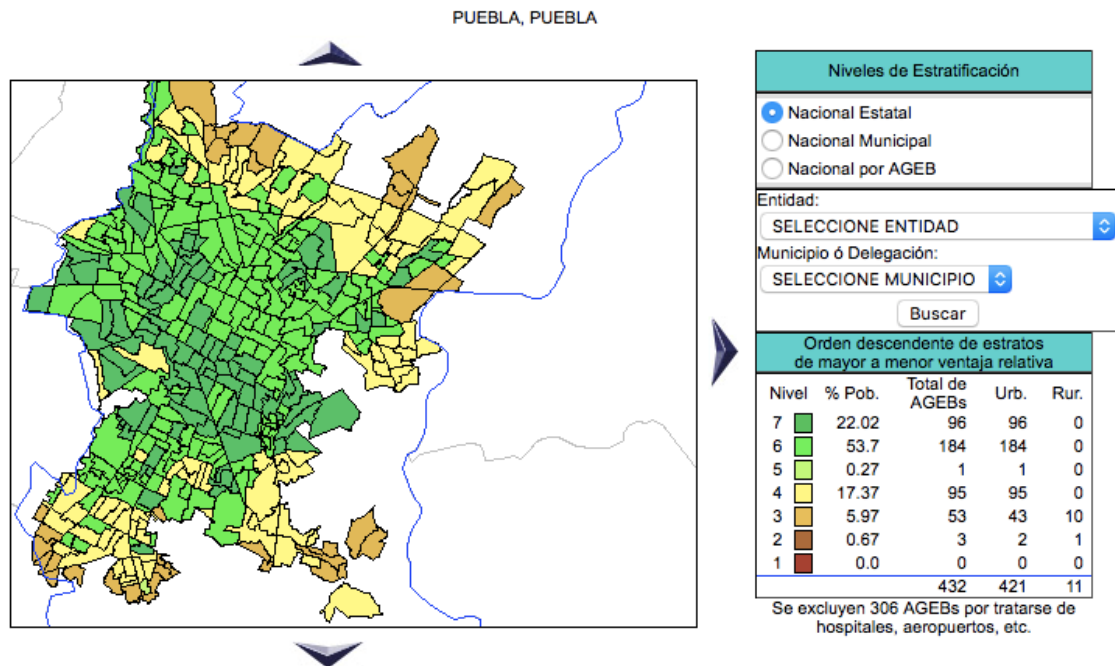 PUEBLA, PUEBLA
Niveles de Estratificación
Nacional Estatal
Nacional Municipal
Nacional por AGEB
Entidad:
SELECCIONE ENTIDAD
Municipio ó Delegación:
SELECCIONE MUNICIPIO
Buscar
Orden descendente de estratos
de mayor a menor ventaja relativa
Nivel % Pob. Total de AGEBs Urb. Rur.
7 22.02 96 96 0
6 53.7 184 184 0
5 0.27 1 1 0
4 17.37 95 95 0
3 5.97 53 43 10
2 0.67 3 2 1
1 0.0 0 0 0
432 421 11
Se excluyen 306 AGEBs por tratarse de
hospitales, aeropuertos, etc.